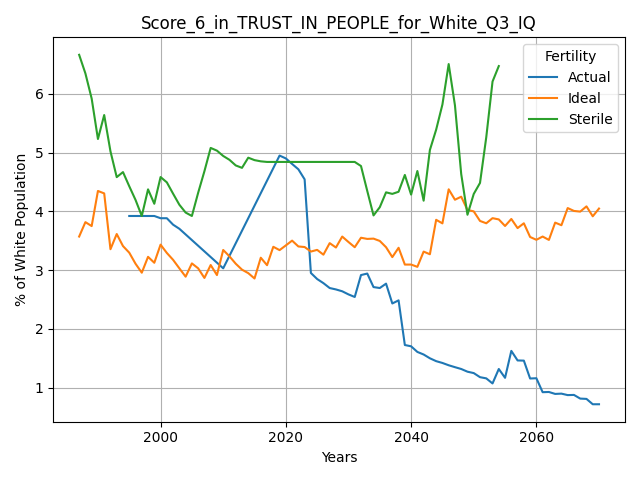 Score_6_in_TRUST_IN_PEOPLE_for_White_Q3_IQ
Fertility
Actual
Ideal
Sterile
% of White Population
6
5
4
3
2
1
2000 2020 2040 2060
Years